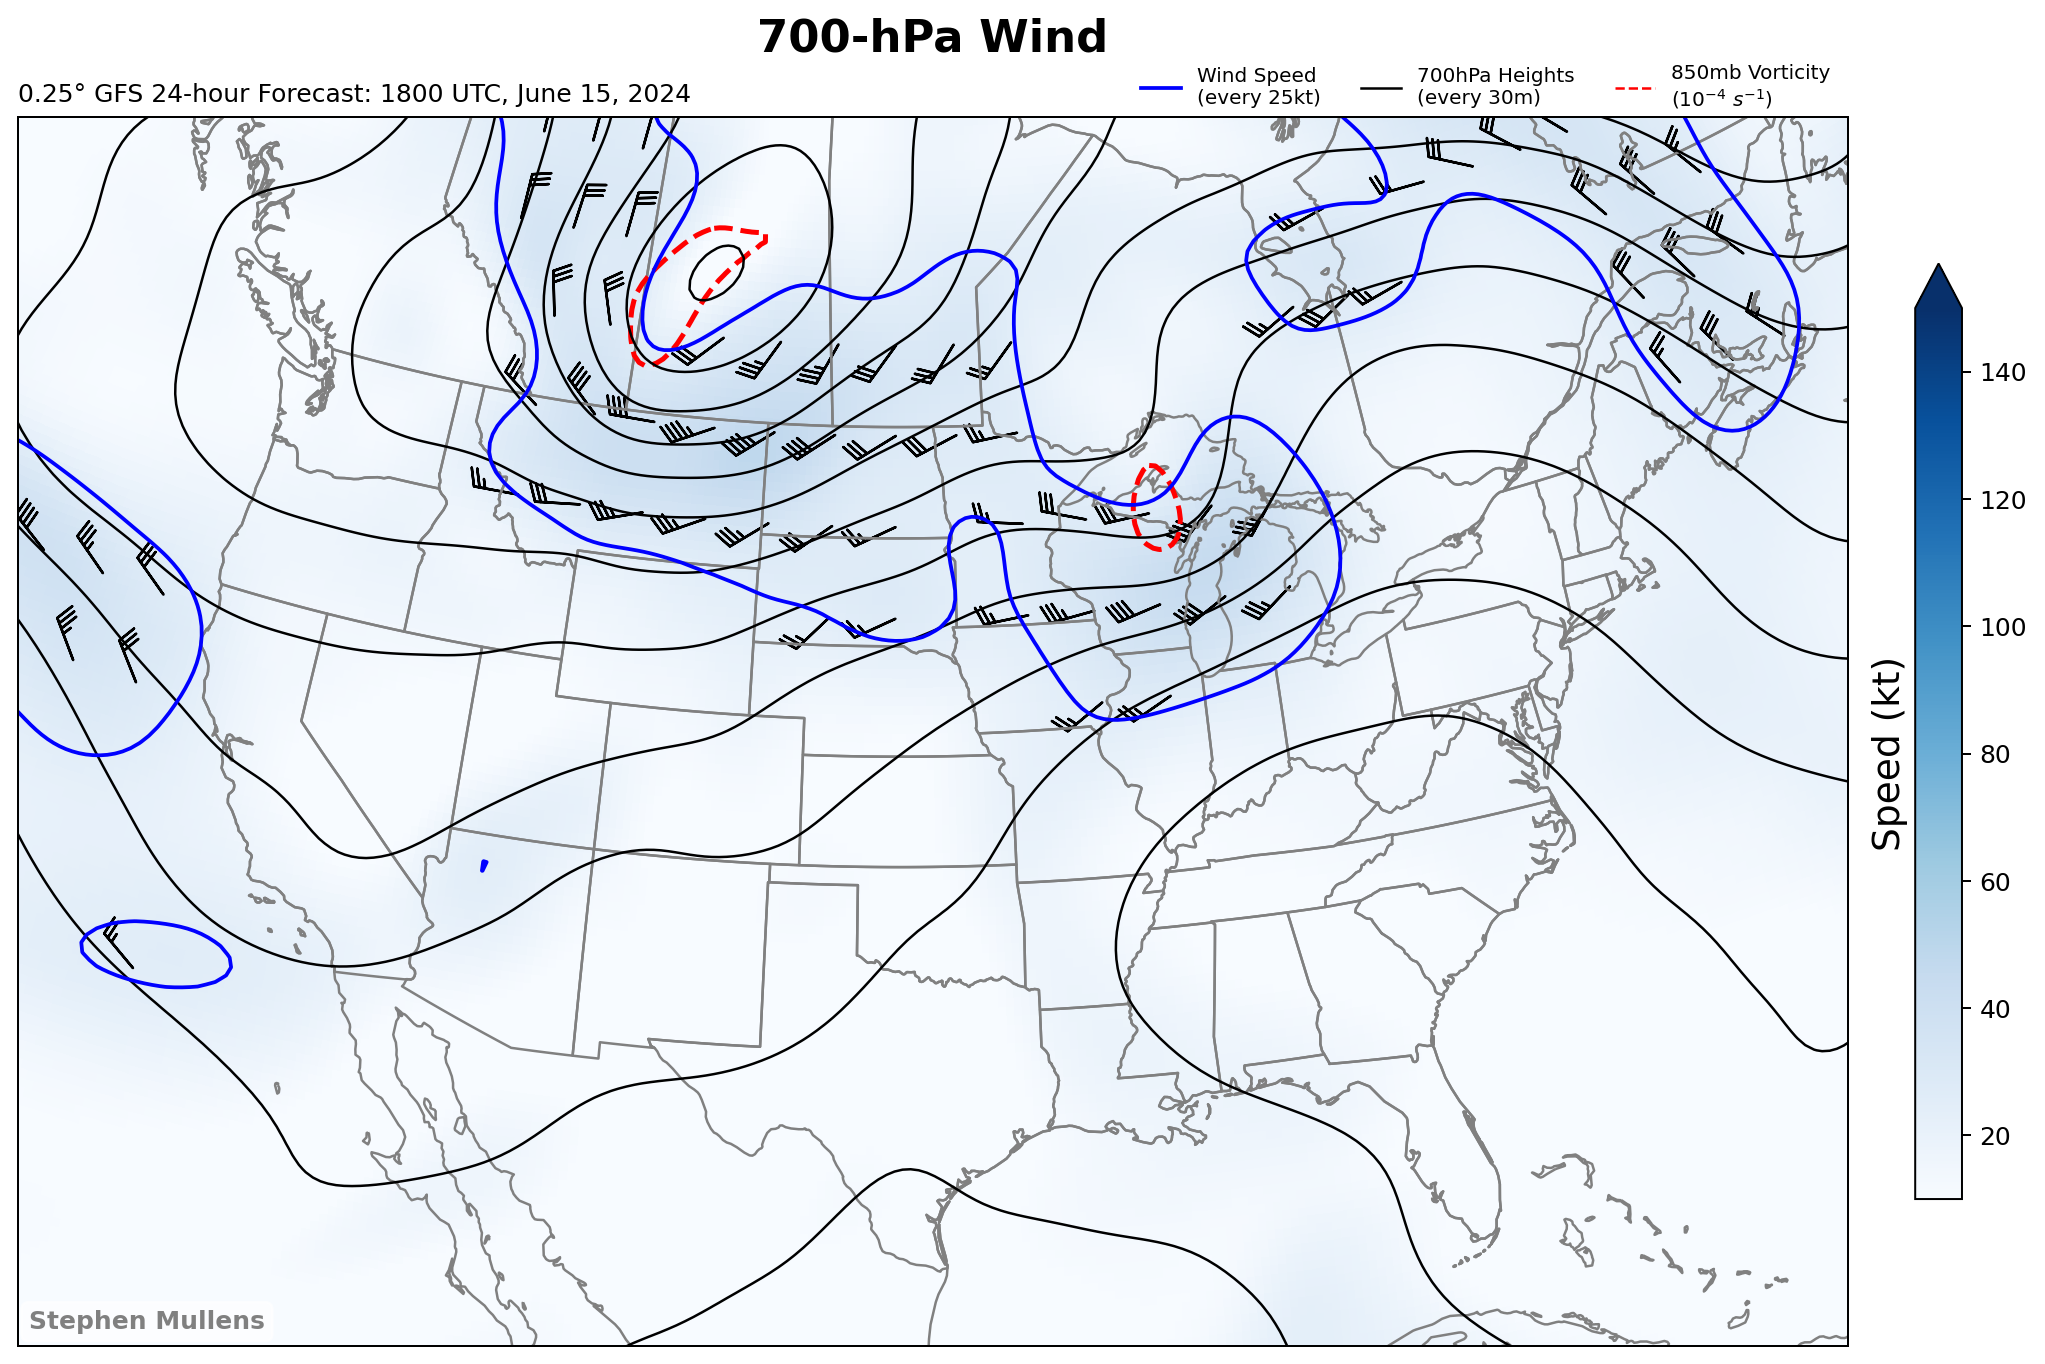 700-hPa Wind
0.25° GFS 24-hour Forecast: 1800 UTC, June 15, 2024
Wind Speed
(every 25kt)
700hPa Heights
(every 30m)
850mb Vorticity
(10⁻⁴ s⁻¹)
140
120
100
80
60
40
20
Speed (kt)
Stephen Mullens